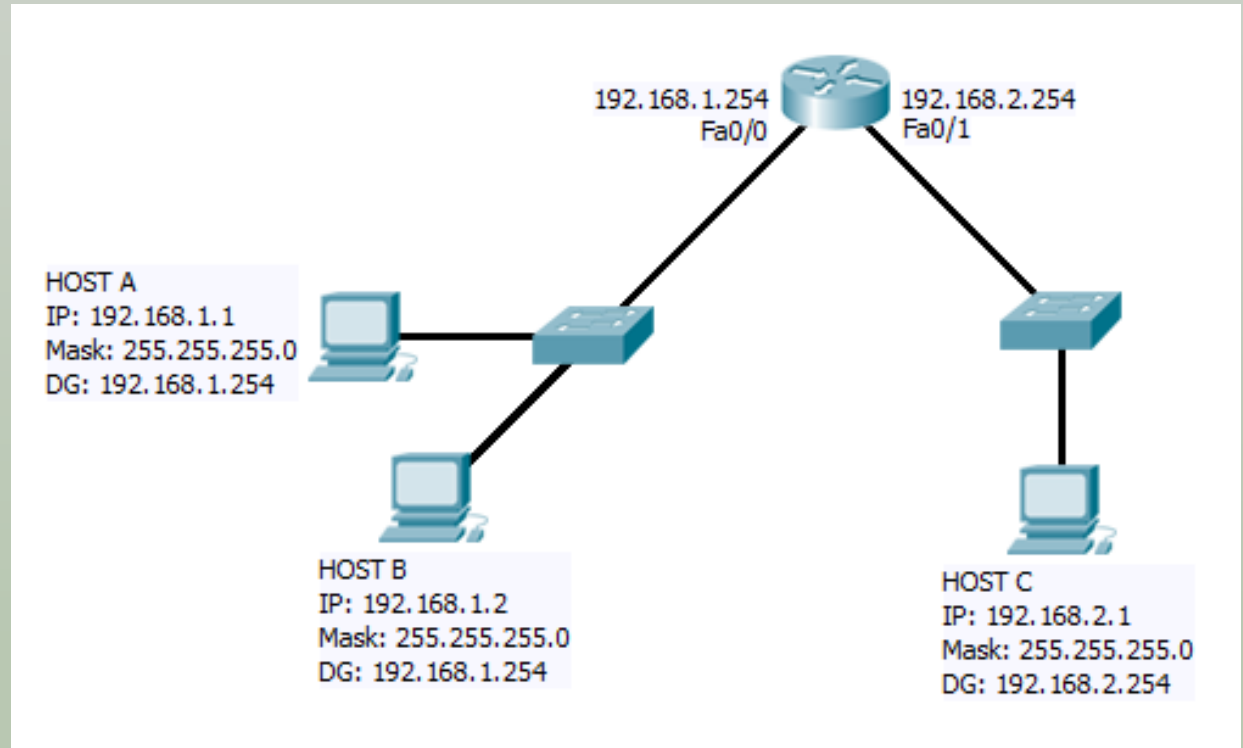 192.168.1.254
Fa0/0
192.168.2.254
Fa0/1
HOST A
IP: 192.168.1.1
Mask: 255.255.255.0
DG: 192.168.1.254
HOST B
IP: 192.168.1.2
Mask: 255.255.255.0
DG: 192.168.1.254
HOST C
IP: 192.168.2.1
Mask: 255.255.255.0
DG: 192.168.2.254